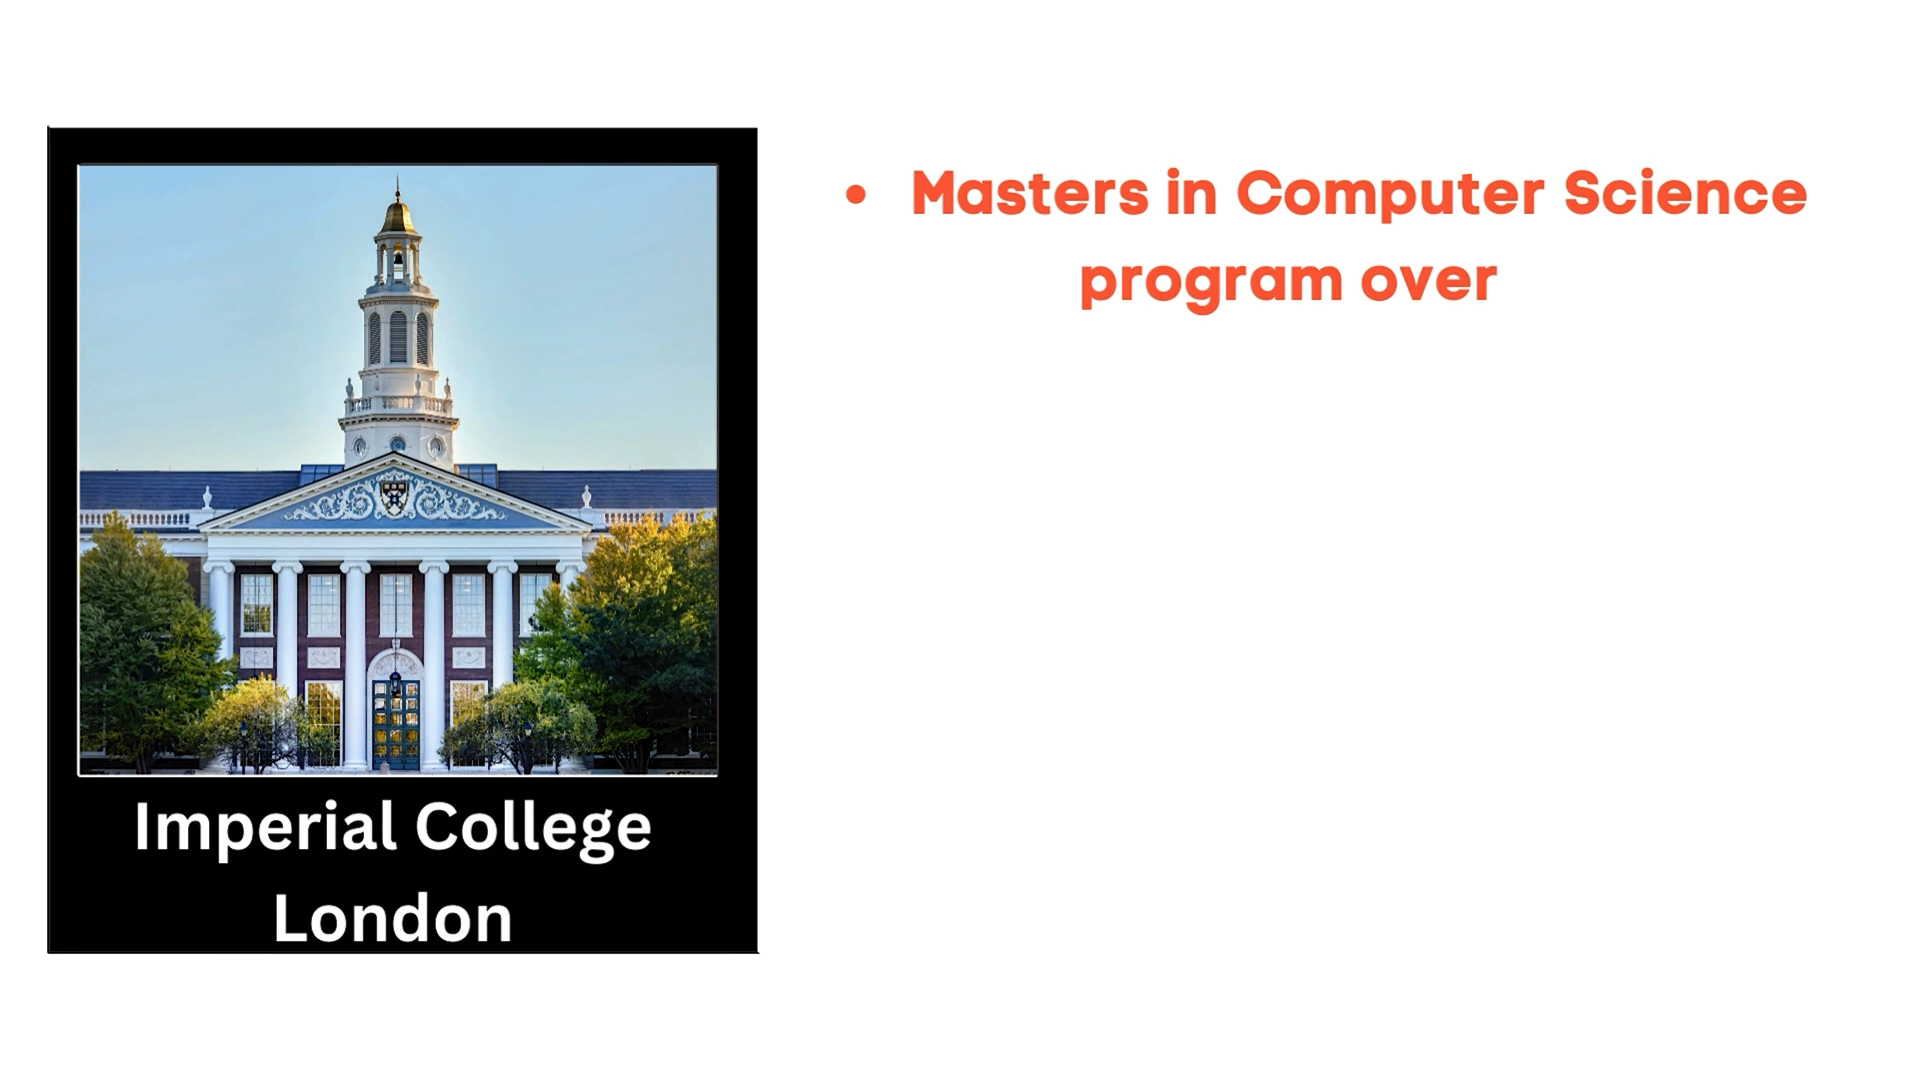 Imperial College
London
• Masters in Computer Science
program over